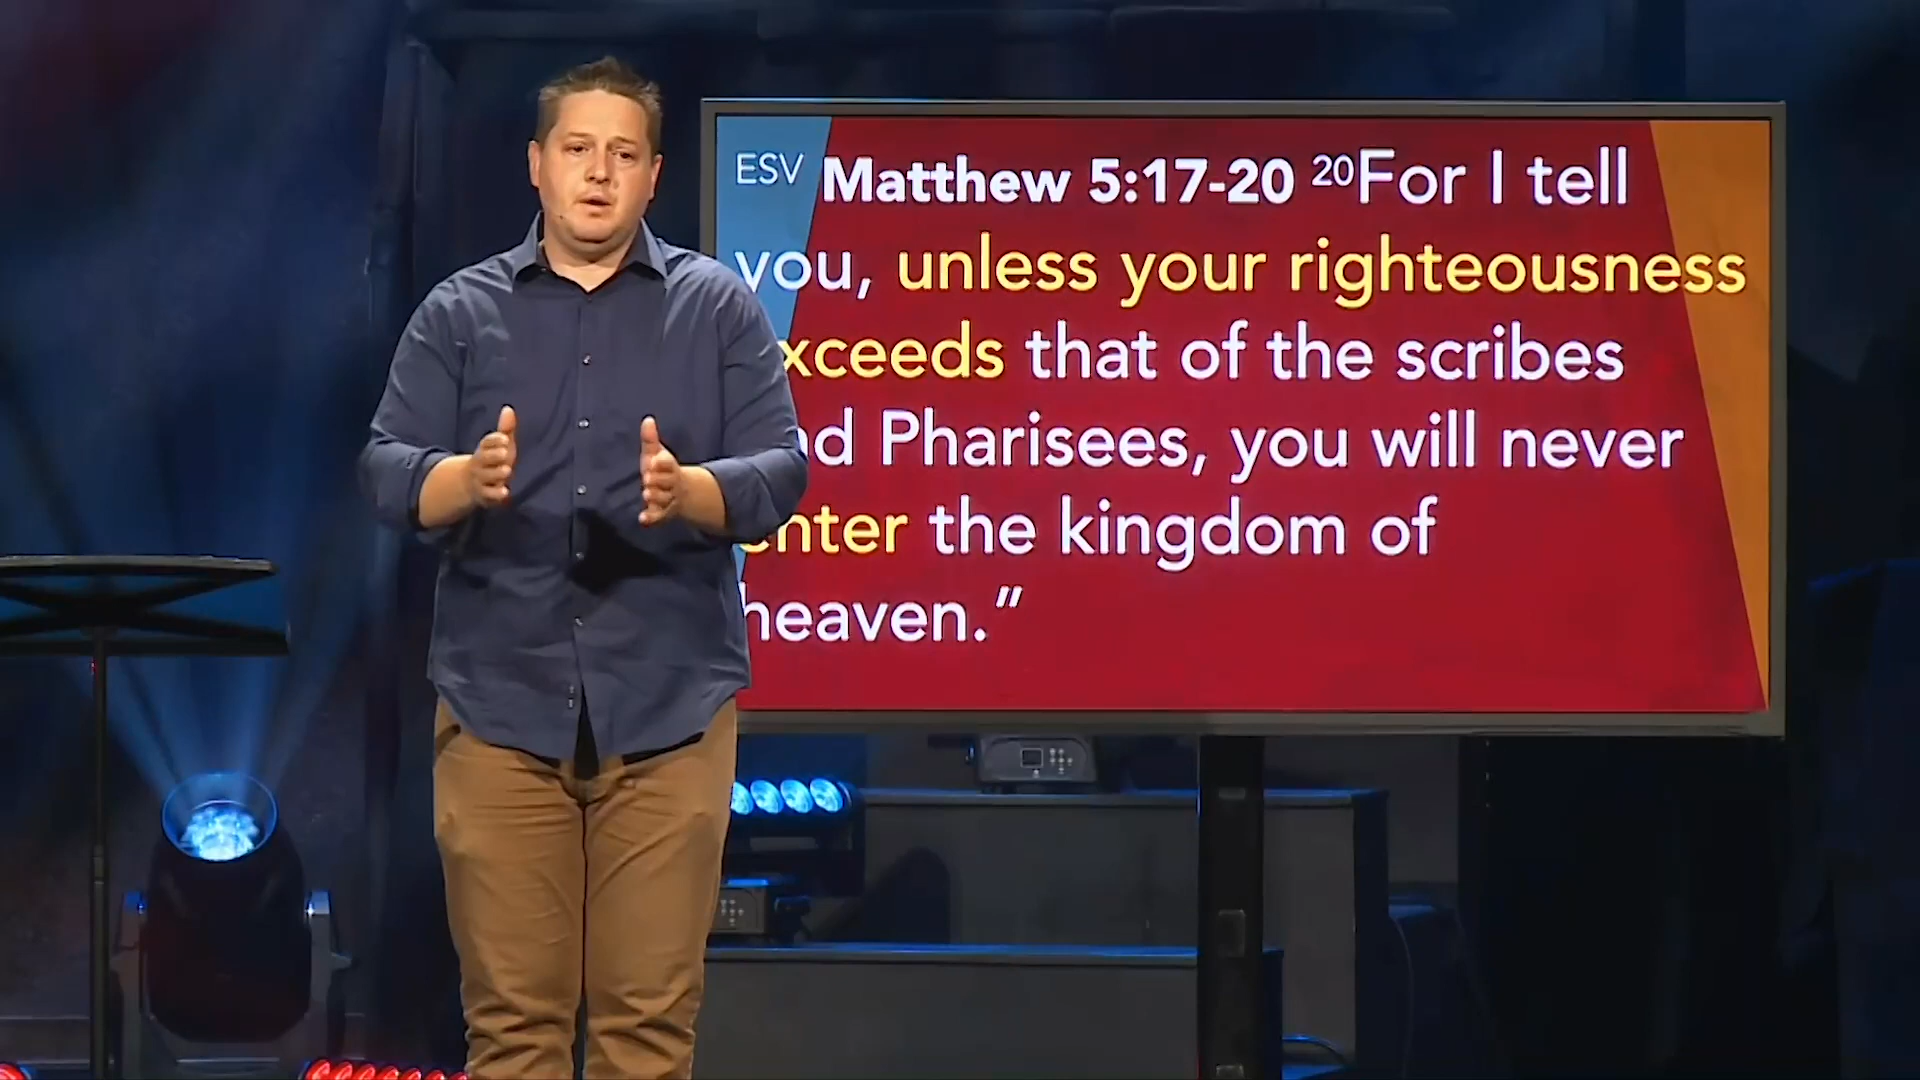 ESV Matthew 5:17-20 20For I tell
you, unless your righteousness
xceeds that of the scribes
d Pharisees, you will never
enter the kingdom of
heaven.”